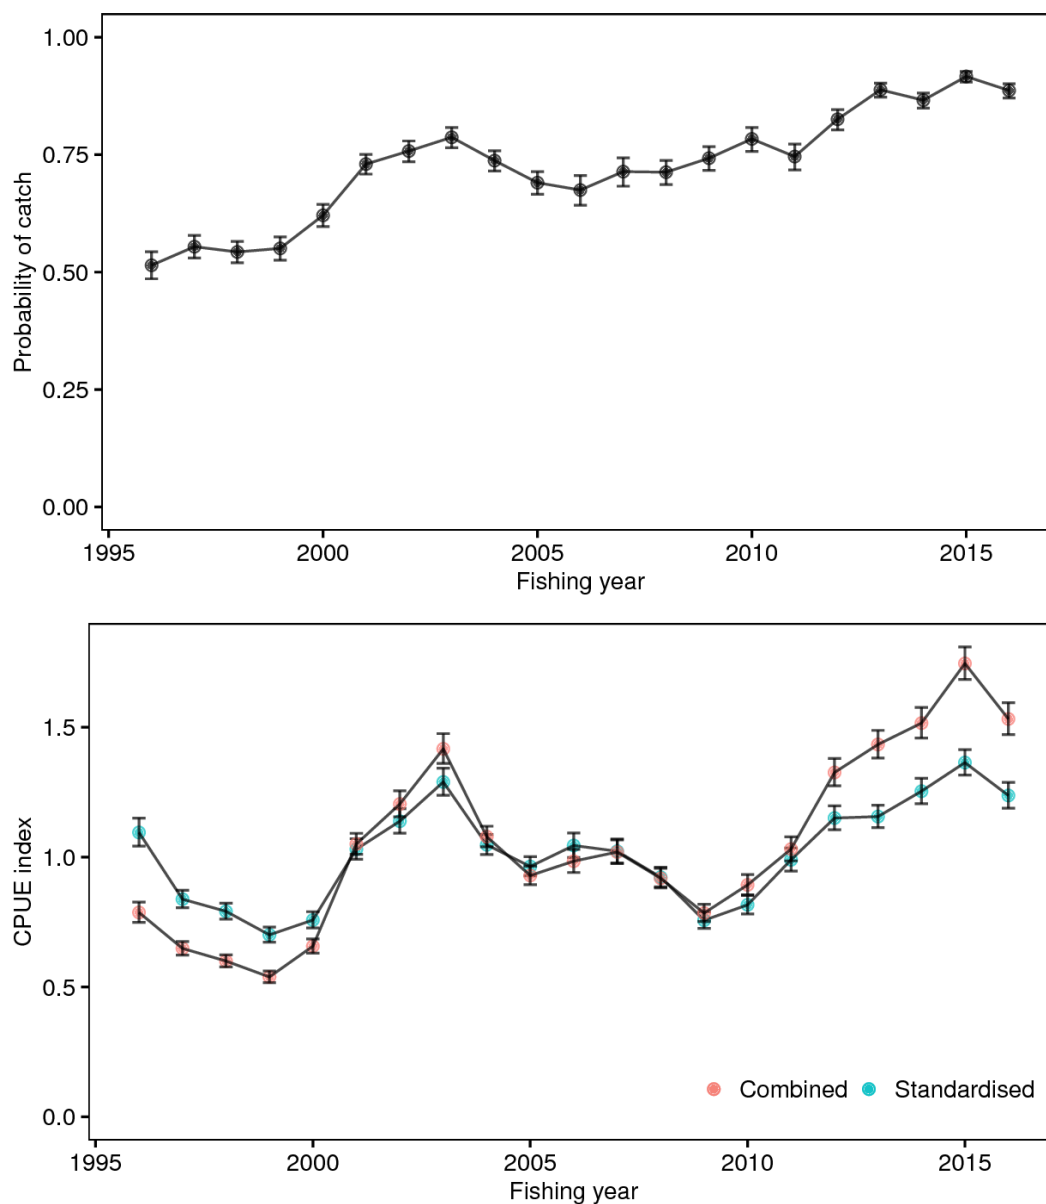 1.00
0.75
0.50
0.25
0.00
Probability of catch
1995 2000 2005 2010 2015
Fishing year
1.5
1.0
0.5
0.0
CPUE index
Combined Standardised
1995 2000 2005 2010 2015
Fishing year